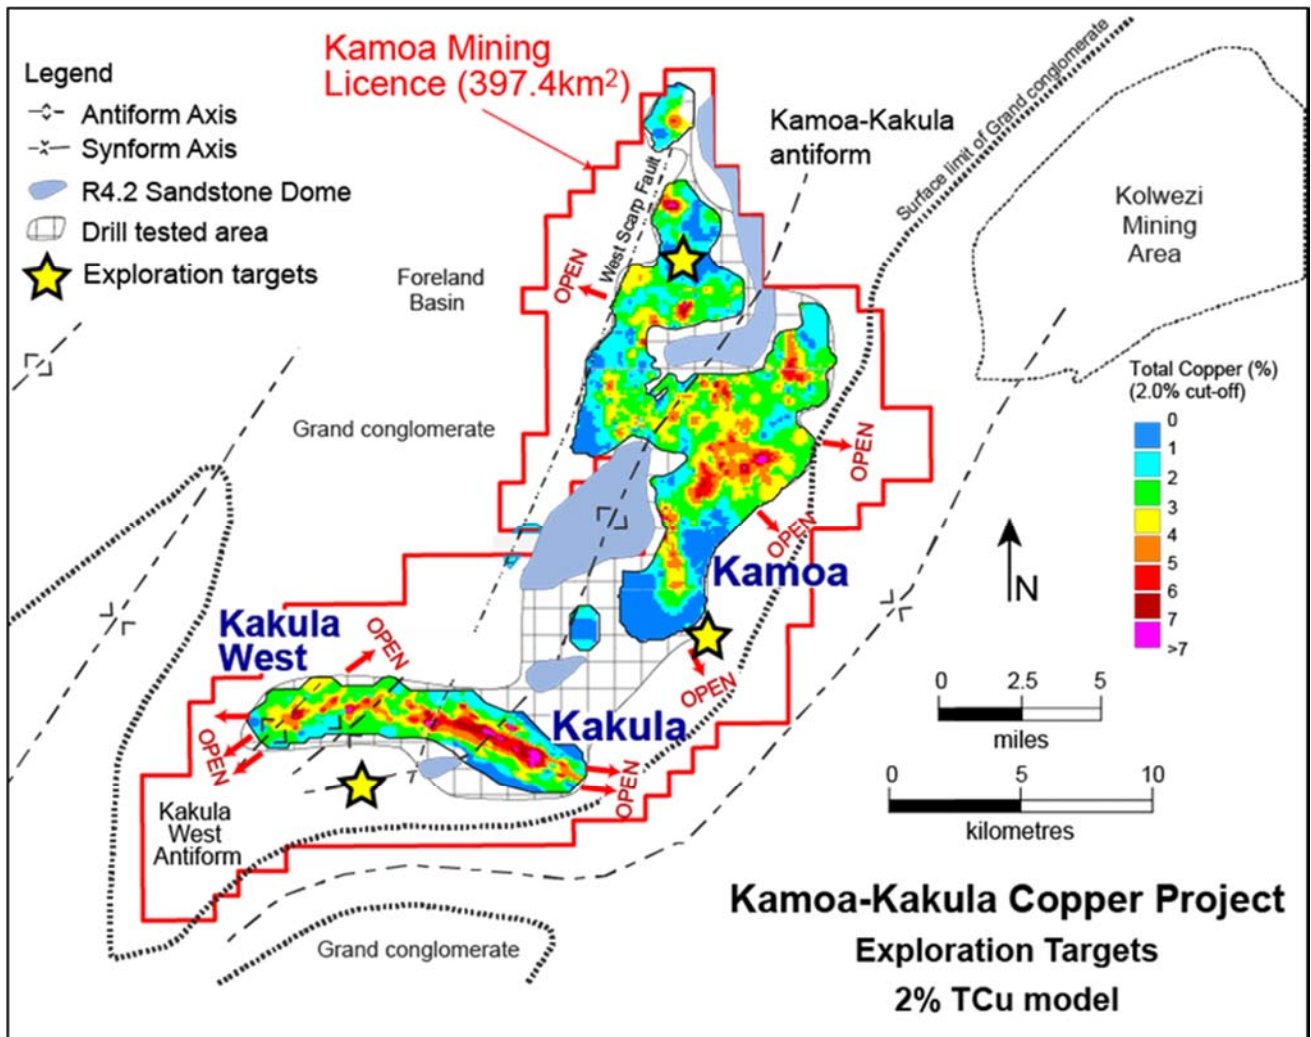 Kamoa Mining
Licence (397.4km²)
Legend
Antiform Axis
Synform Axis
R4.2 Sandstone Dome
Drill tested area
Exploration targets
Kamoa-Kakula
antiform
Surface limit of Grand conglomerate
Kolwezi
Mining
Area
West Scarp Fault
OPEN
Foreland
Basin
Grand conglomerate
Total Copper (%)
(2.0% cut-off)
0
1
2
3
4
5
6
7
>7
OPEN
OPEN
Kamoa
N
Kakula
West
OPEN
OPEN
Kakula
OPEN
OPEN
0 2.5 5
miles
0 5 10
kilometres
Kakula
West
Antiform
Grand conglomerate
Kamoa-Kakula Copper Project
Exploration Targets
2% TCu model